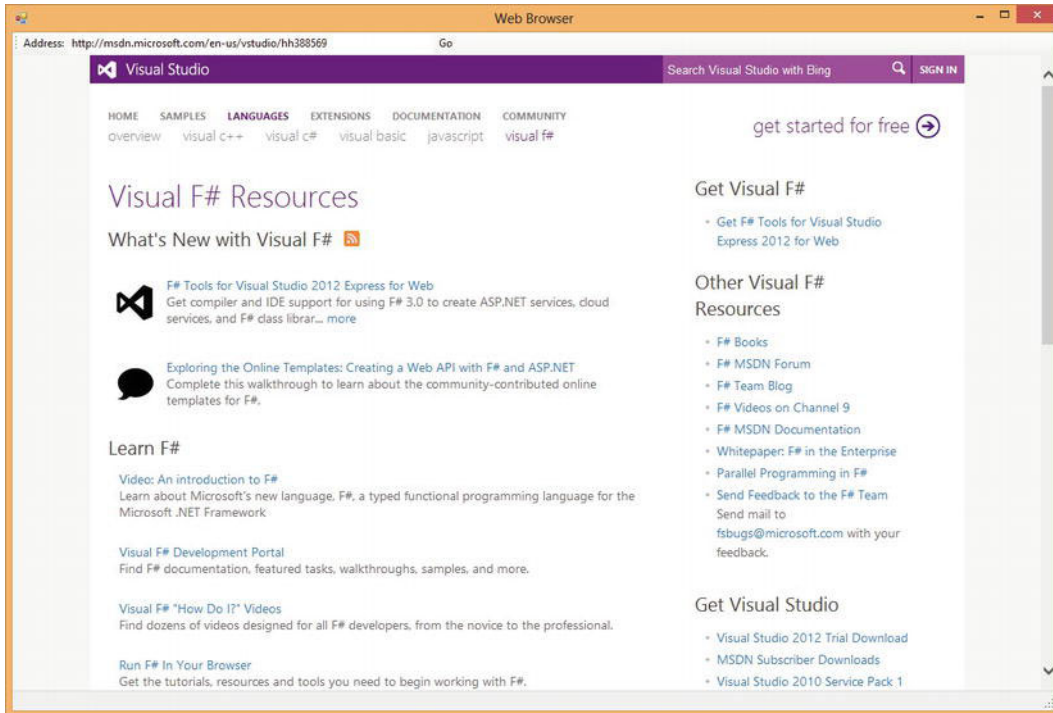 Web Browser
Address: http://msdn.microsoft.com/en-us/vstudio/hh388569 Go
Visual Studio
Search Visual Studio with Bing
SIGN IN
HOME SAMPLES LANGUAGES EXTENSIONS DOCUMENTATION COMMUNITY
overview visual c++ visual c# visual basic javascript visual f#
get started for free
Visual F# Resources
What's New with Visual F#
F# Tools for Visual Studio 2012 Express for Web
Get compiler and IDE support for using F# 3.0 to create ASP.NET services, cloud
services, and F# class librar... more
Exploring the Online Templates: Creating a Web API with F# and ASP.NET
Complete this walkthrough to learn about the community-contributed online
templates for F#.
Learn F#
Video: An introduction to F#
Learn about Microsoft's new language, F#, a typed functional programming language for the
Microsoft .NET Framework
Visual F# Development Portal
Find F# documentation, featured tasks, walkthroughs, samples, and more.
Visual F# "How Do I?" Videos
Find dozens of videos designed for all F# developers, from the novice to the professional.
Run F# In Your Browser
Get the tutorials, resources and tools you need to begin working with F#.
Get Visual F#
Get F# Tools for Visual Studio
Express 2012 for Web
Other Visual F#
Resources
F# Books
F# MSDN Forum
F# Team Blog
F# Videos on Channel 9
F# MSDN Documentation
Whitepaper: F# in the Enterprise
Parallel Programming in F#
Send Feedback to the F# Team
Send mail to
fsbugs@microsoft.com with your
feedback.
Get Visual Studio
Visual Studio 2012 Trial Download
MSDN Subscriber Downloads
Visual Studio 2010 Service Pack 1